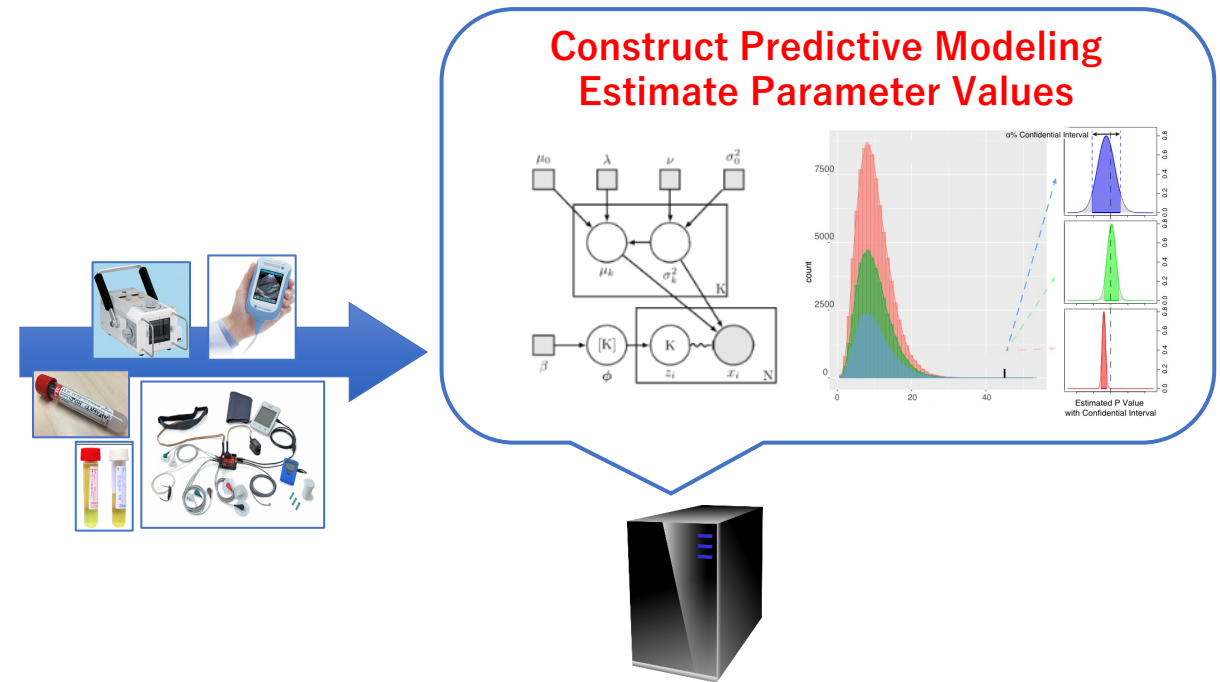 Construct Predictive Modeling
Estimate Parameter Values
μ₀ λ ν σ₀²
μₖ σₖ²
K
[K] K
β ϕ zᵢ xᵢ
N
count
7500
5000
2500
0
0 20 40
α% Confidential Interval
0.0 0.2 0.4 0.6 0.8
0.0 0.2 0.4 0.6 0.8
0.0 0.2 0.4 0.6 0.8
Estimated P Value
with Confidential Interval